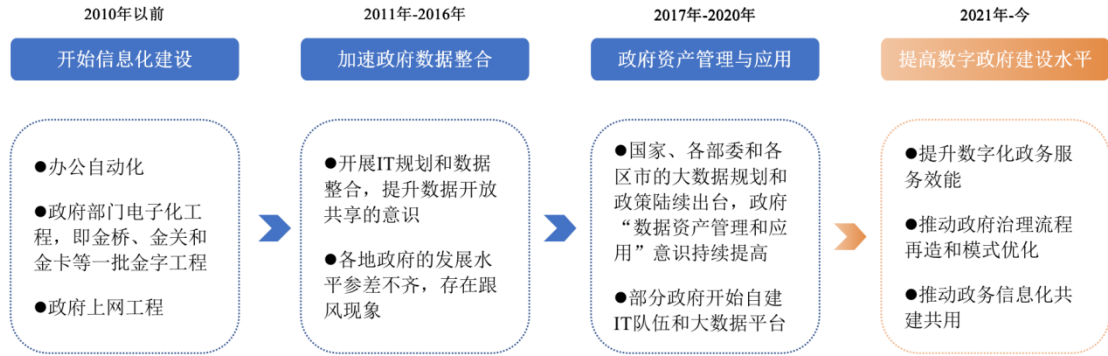 2010年以前
开始信息化建设
●办公自动化
●政府部门电子化工
程，即金桥、金关和
金卡等一批金字工程
●政府上网工程
2011年-2016年
加速政府数据整合
●开展IT规划和数据
整合，提升数据开放
共享的意识
●各地政府的发展水
平参差不齐，存在跟
风现象
2017年-2020年
政府资产管理与应用
●国家、各部委和各
区市的大数据规划和
政策陆续出台，政府
“数据资产管理和应
用”意识持续提高
●部分政府开始自建
IT队伍和大数据平台
2021年-今
提高数字政府建设水平
●提升数字化政务服
务效能
●推动政府治理流程
再造和模式优化
●推动政务信息化共
建共用